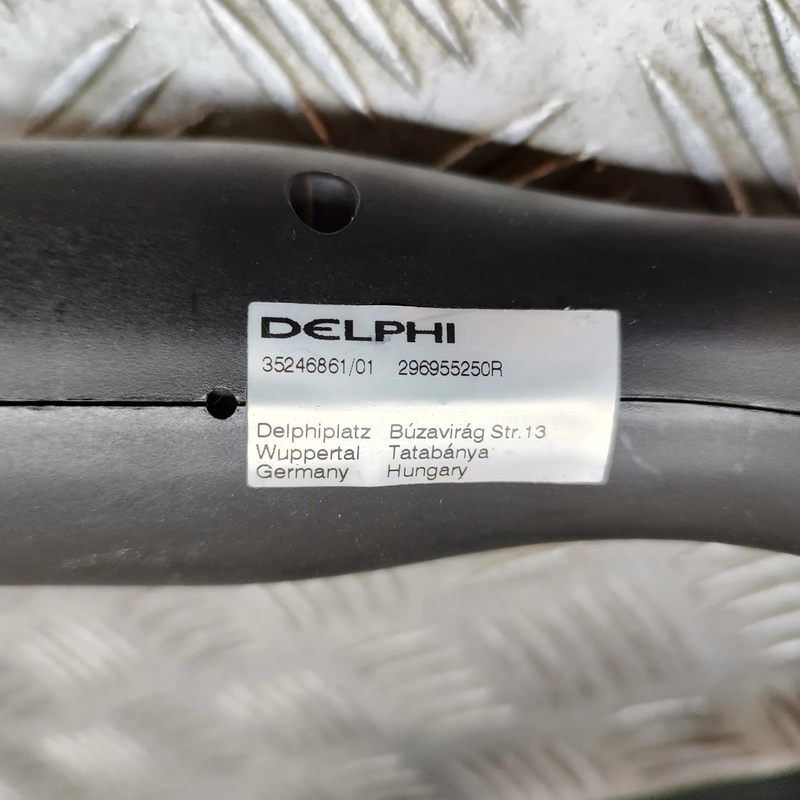 DELPHI
35246861/01 296955250R
Delphiplatz Búzavirág Str.13
Wuppertal Tatabánya
Germany Hungary